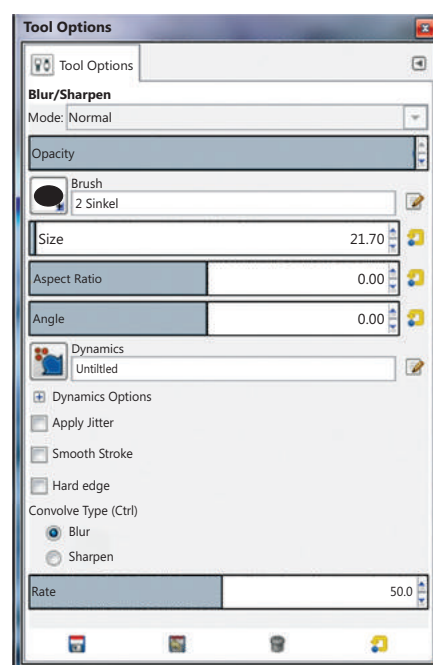 Tool Options
Tool Options
Blur/Sharpen
Mode: Normal
Opacity
Brush
2 Sinkel
Size 21.70
Aspect Ratio 0.00
Angle 0.00
Dynamics
Untiltled
Dynamics Options
Apply Jitter
Smooth Stroke
Hard edge
Convolve Type (Ctrl)
Blur
Sharpen
Rate 50.0